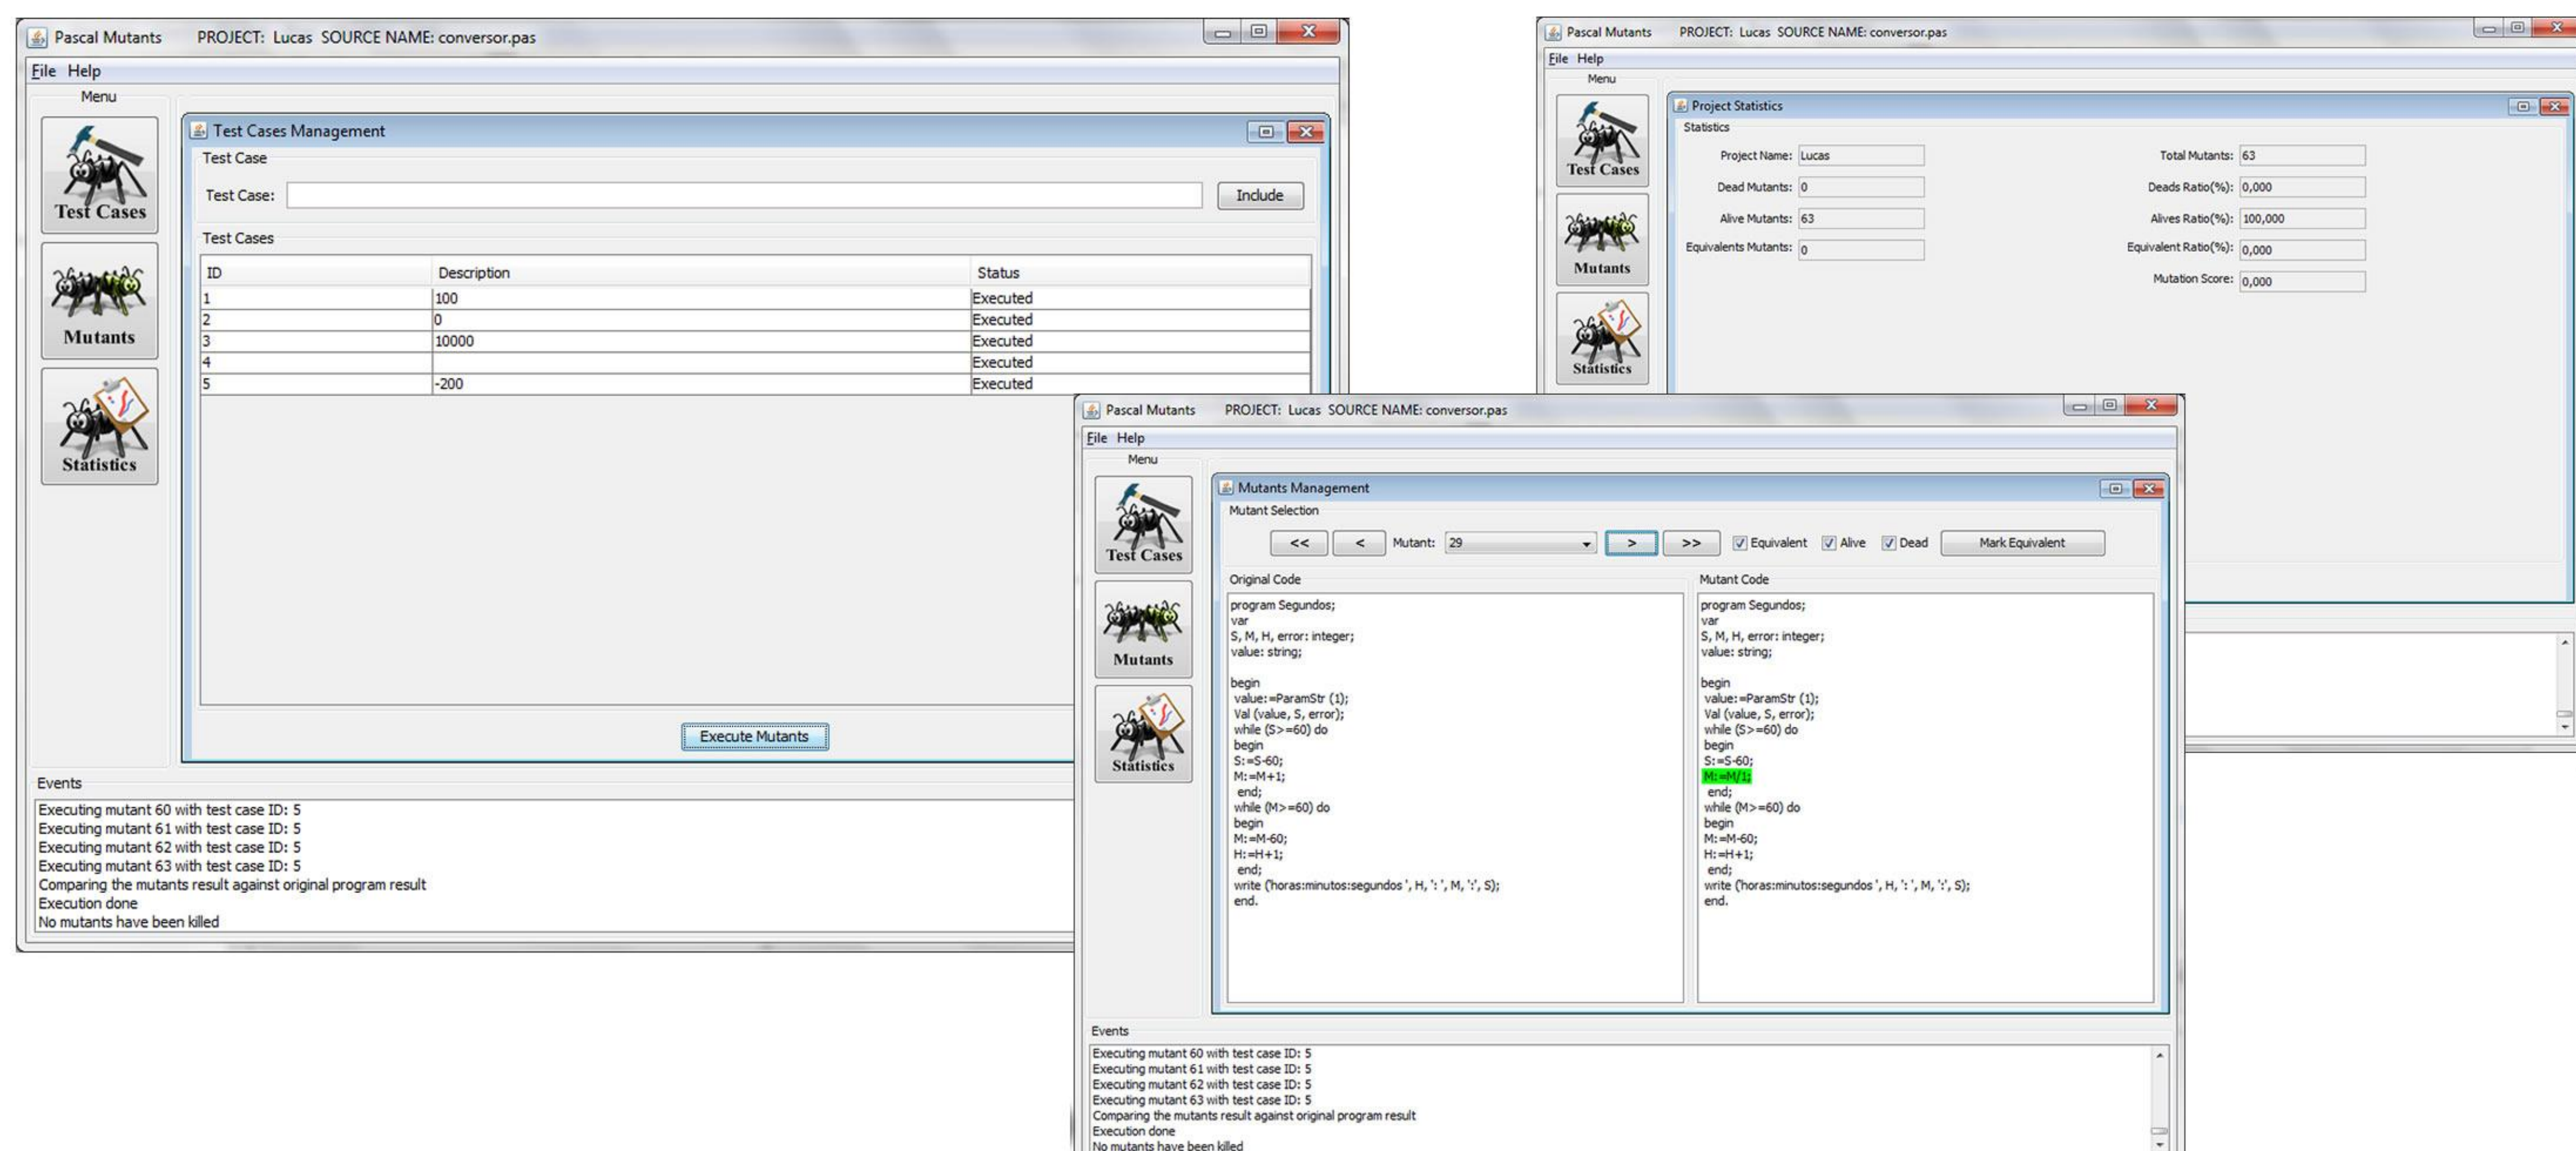 Pascal Mutants PROJECT: Lucas SOURCE NAME: conversor.pas
File Help
Menu
Test Cases
Mutants
Statistics
Test Cases Management
Test Case
Test Case: Include
Test Cases
ID Description Status
1 100 Executed
2 0 Executed
3 10000 Executed
4 Executed
5 -200 Executed
Execute Mutants
Events
Executing mutant 60 with test case ID: 5
Executing mutant 61 with test case ID: 5
Executing mutant 62 with test case ID: 5
Executing mutant 63 with test case ID: 5
Comparing the mutants result against original program result
Execution done
No mutants have been killed
Pascal Mutants PROJECT: Lucas SOURCE NAME: conversor.pas
File Help
Menu
Test Cases
Mutants
Statistics
Project Statistics
Statistics
Project Name: Lucas Total Mutants: 63
Dead Mutants: 0 Deads Ratio(%): 0,000
Alive Mutants: 63 Alives Ratio(%): 100,000
Equivalents Mutants: 0 Equivalent Ratio(%): 0,000
Mutation Score: 0,000
Pascal Mutants PROJECT: Lucas SOURCE NAME: conversor.pas
File Help
Menu
Test Cases
Mutants
Statistics
Mutants Management
Mutant Selection
<< < Mutant: 29 > >> Equivalent Alive Dead Mark Equivalent
Original Code
program Segundos;
var
S, M, H, error: integer;
value: string;
begin
value:=ParamStr (1);
Val (value, S, error);
while (S>=60) do
begin
S:=S-60;
M:=M+1;
end;
while (M>=60) do
begin
M:=M-60;
H:=H+1;
end;
write ('horas:minutos:segundos ', H, ': ', M, ':', S);
end.
Mutant Code
program Segundos;
var
S, M, H, error: integer;
value: string;
begin
value:=ParamStr (1);
Val (value, S, error);
while (S>=60) do
begin
S:=S-60;
M:=M/1;
end;
while (M>=60) do
begin
M:=M-60;
H:=H+1;
end;
write ('horas:minutos:segundos ', H, ': ', M, ':', S);
end.
Events
Executing mutant 60 with test case ID: 5
Executing mutant 61 with test case ID: 5
Executing mutant 62 with test case ID: 5
Executing mutant 63 with test case ID: 5
Comparing the mutants result against original program result
Execution done
No mutants have been killed